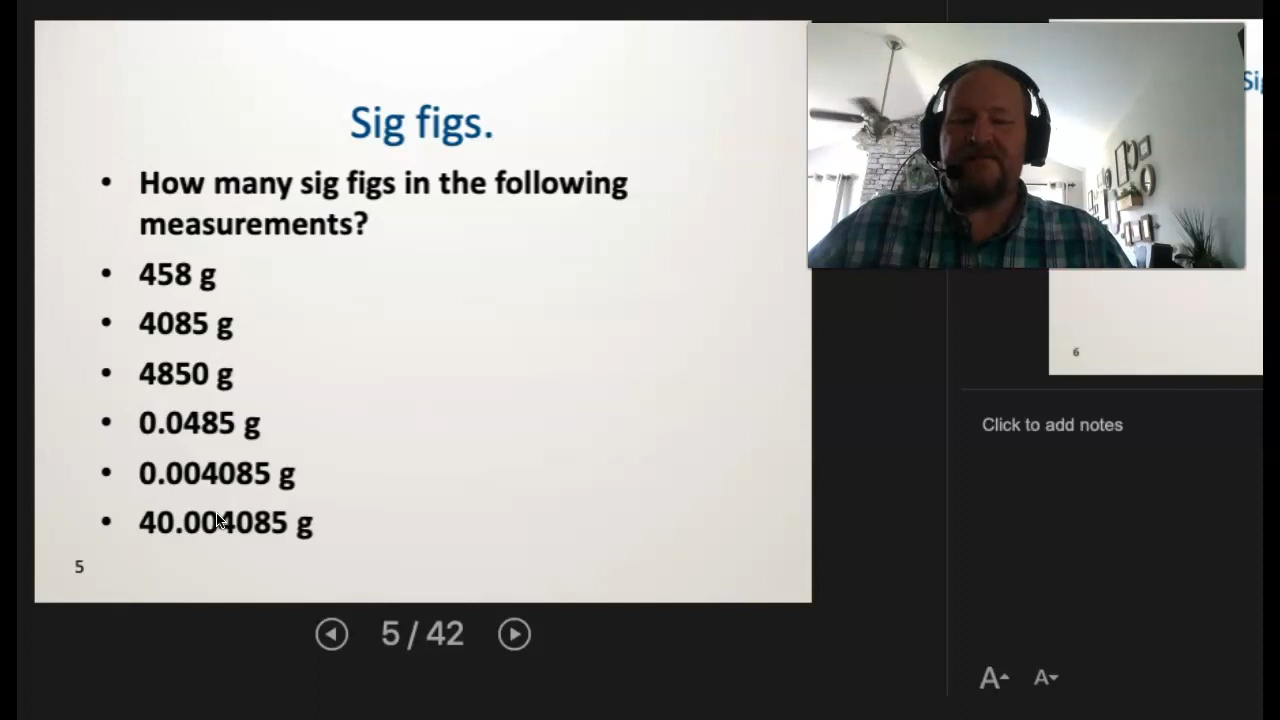 Sig figs.
• How many sig figs in the following
measurements?
• 458 g
• 4085 g
• 4850 g
• 0.0485 g
• 0.004085 g
• 40.004085 g
5
5 / 42
Sig
6
Click to add notes
A A